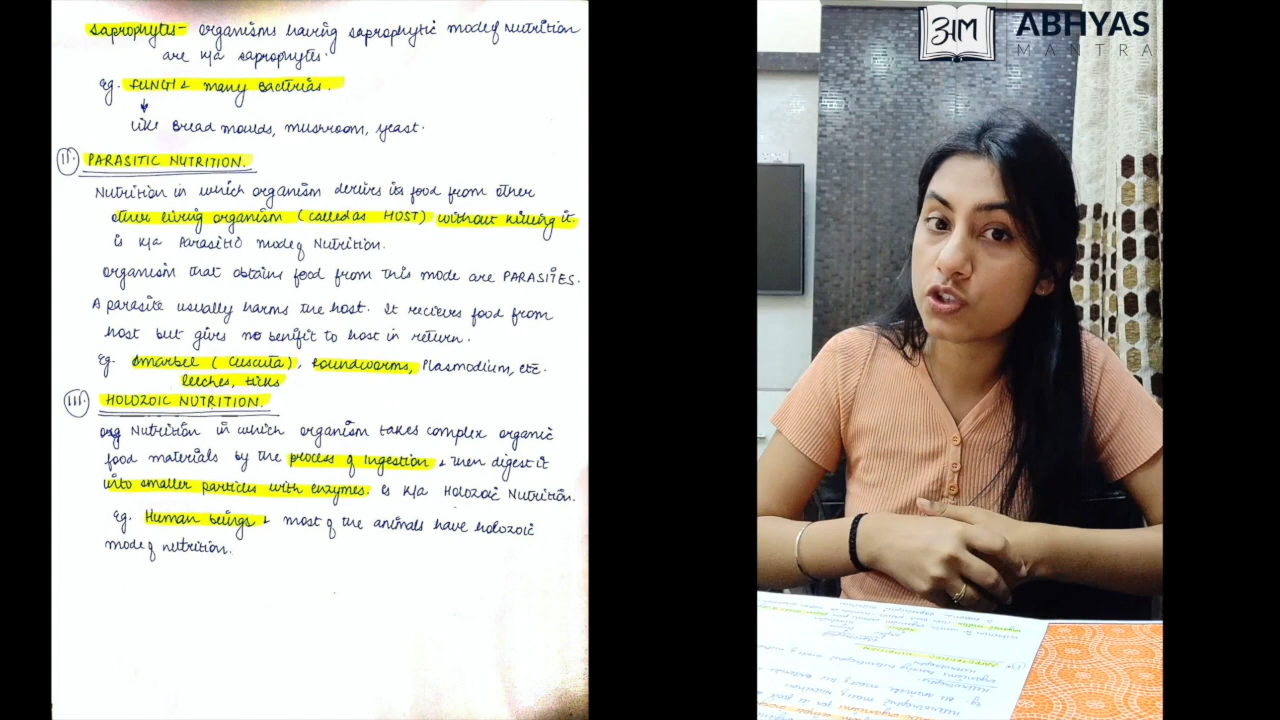 Saprophytes - organisms having saprophytic mode of Nutrition
are k/a saprophytes.
Eg. FUNGI & many Bacterias.
like Bread moulds, mushroom, yeast.
II. PARASITIC NUTRITION.
Nutrition in which organism derives its food from other
other living organism (called as HOST) without killing it.
is k/a Parasitic mode of Nutrition.
organism that obtains food from this mode are PARASITES.
A parasite usually harms the host. It recieves food from
host but gives no benifit to host in return.
Eg. Amarbel (Cuscuta), roundworms, Plasmodium, etc.
leeches, ticks
III. HOLOZOIC NUTRITION.
Nutrition in which organism takes complex organic
food materials by the process of Ingestion & then digest it
into smaller particles with enzymes. is k/a HOLOZOIC Nutrition.
Eg. Human beings & most of the animals have holozoic
mode of nutrition.
अम
ABHYAS
MANTRA